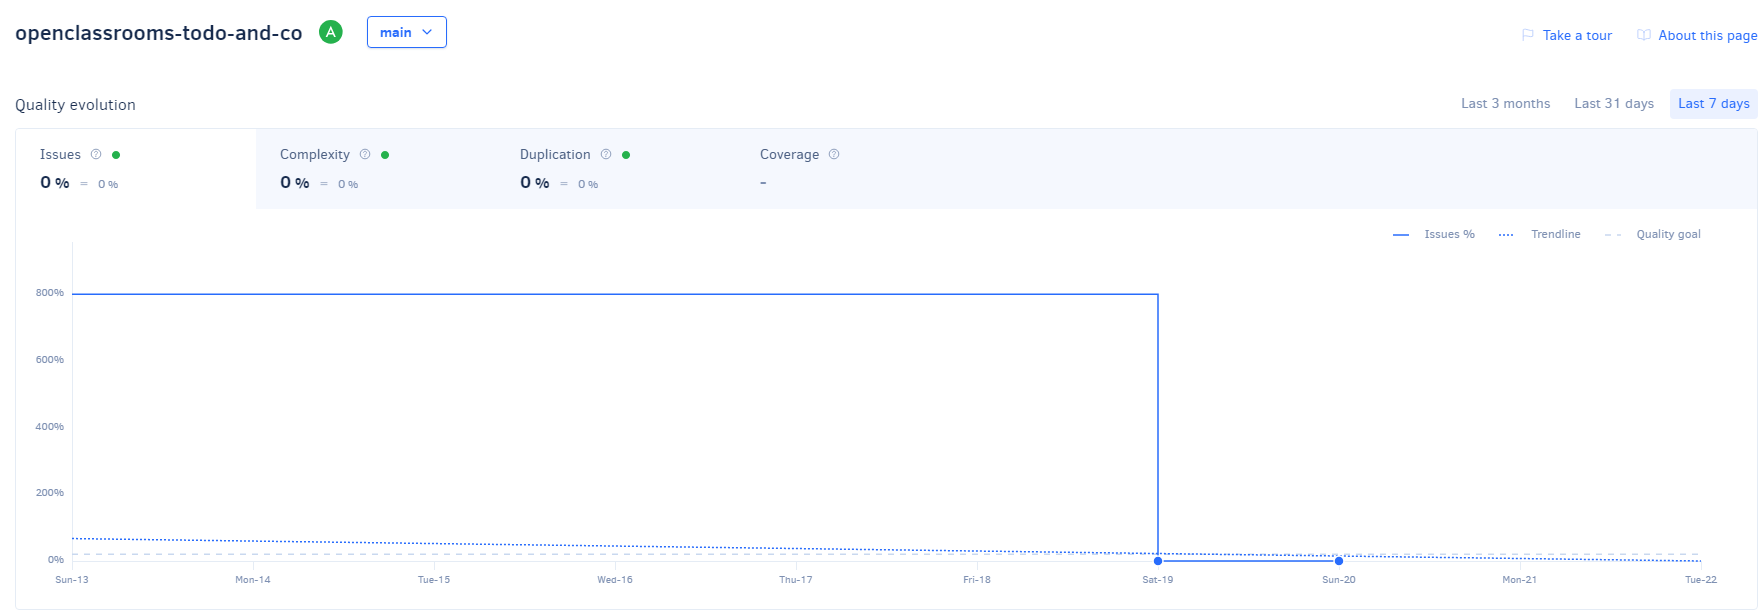 openclassrooms-todo-and-co A main
Take a tour About this page
Quality evolution
Last 3 months Last 31 days Last 7 days
Issues Complexity Duplication Coverage
0 % = 0 % 0 % = 0 % 0 % = 0 % -
Issues % Trendline Quality goal
800%
600%
400%
200%
0%
Sun-13 Mon-14 Tue-15 Wed-16 Thu-17 Fri-18 Sat-19 Sun-20 Mon-21 Tue-22